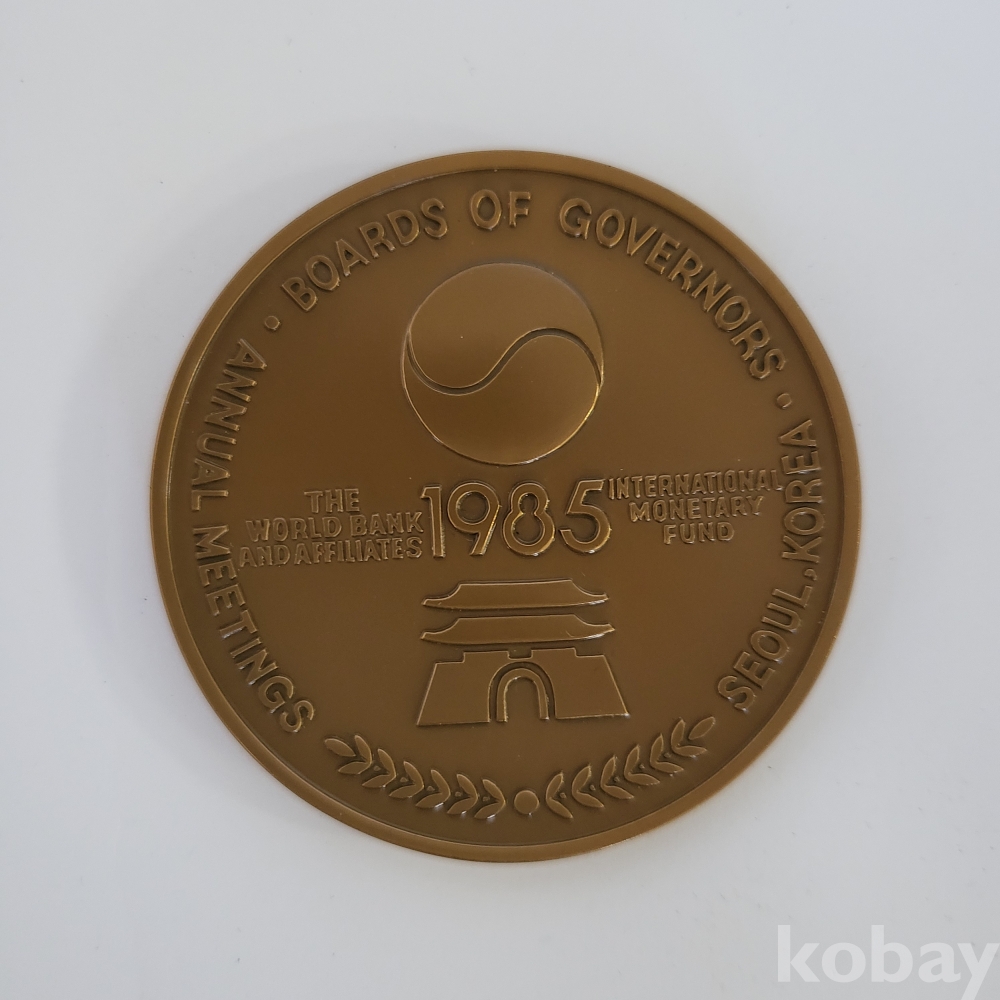 ANNUAL MEETINGS • BOARDS OF GOVERNORS • SEOUL, KOREA
THE
WORLD BANK
AND AFFILIATES
1985
INTERNATIONAL
MONETARY
FUND
kobay